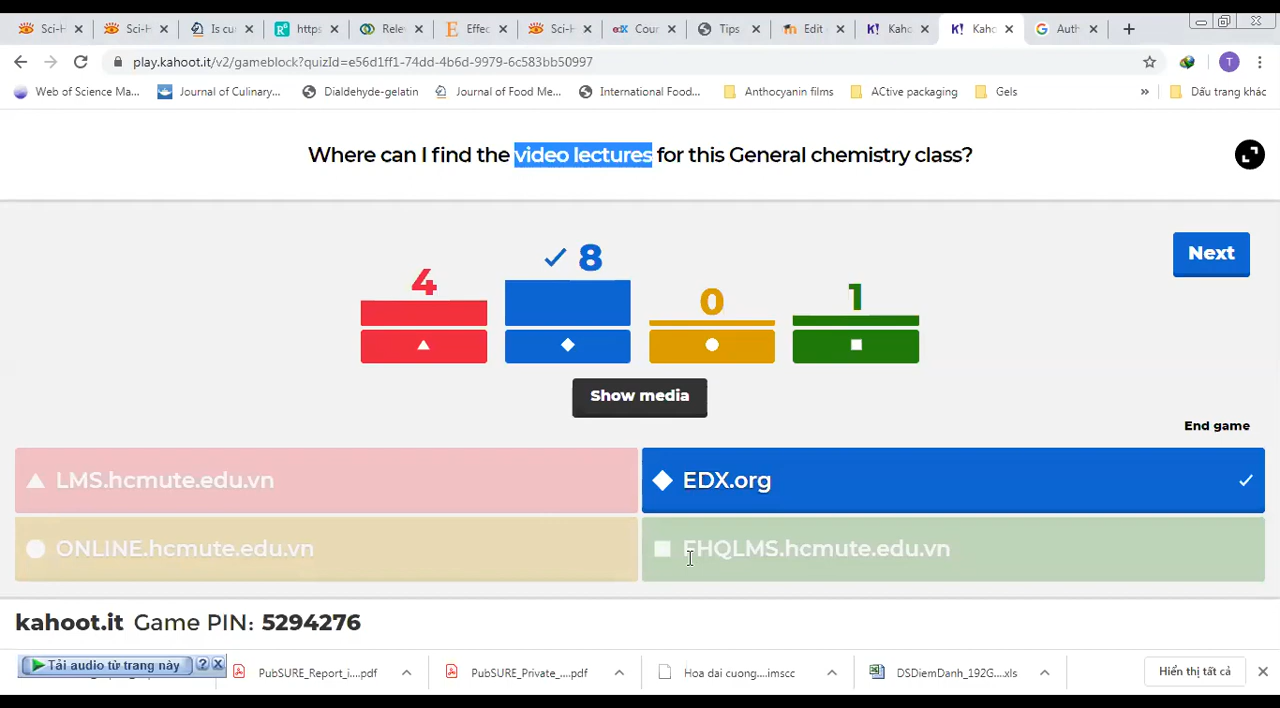 Sci-H
Sci-H
Is cu
https
Rele
Effec
Sci-H
edX Cour
Tips
Edit
K! Kaho
K! Kaho
Auth
play.kahoot.it/v2/gameblock?quizId=e56d1ff1-74dd-4b6d-9979-6c583bb50997
T
Web of Science Ma...
Journal of Culinary...
Dialdehyde-gelatin
Journal of Food Me...
International Food...
Anthocyanin films
ACtive packaging
Gels
»
Dấu trang khác
Where can I find the video lectures for this General chemistry class?
Next
4
8
0
1
Show media
End game
LMS.hcmute.edu.vn
EDX.org
ONLINE.hcmute.edu.vn
FHQLMS.hcmute.edu.vn
kahoot.it Game PIN: 5294276
Tải audio từ trang này
PubSURE_Report_i....pdf
PubSURE_Private_....pdf
Hoa dai cuong....imscc
DSDiemDanh_192G....xls
Hiển thị tất cả